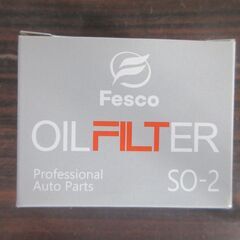 Fesco
OILFILTER
Professional
Auto Parts
SO-2